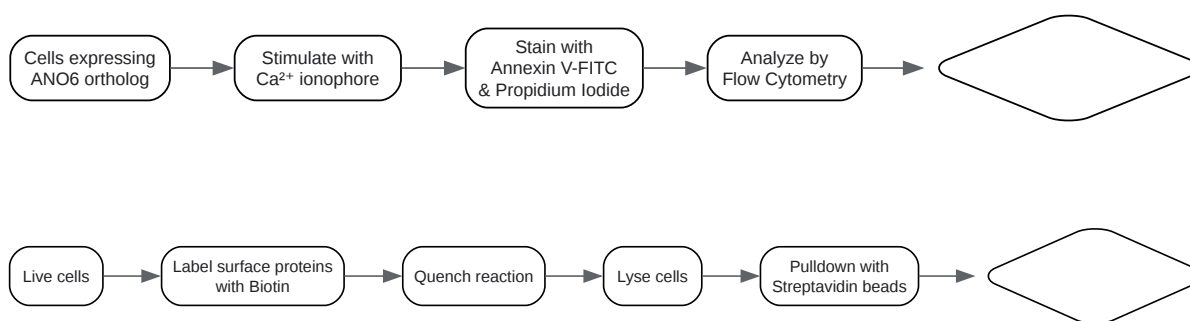 Cells expressing
ANO6 ortholog
Stimulate with
Ca²⁺ ionophore
Stain with
Annexin V-FITC
& Propidium Iodide
Analyze by
Flow Cytometry
Live cells
Label surface proteins
with Biotin
Quench reaction
Lyse cells
Pulldown with
Streptavidin beads